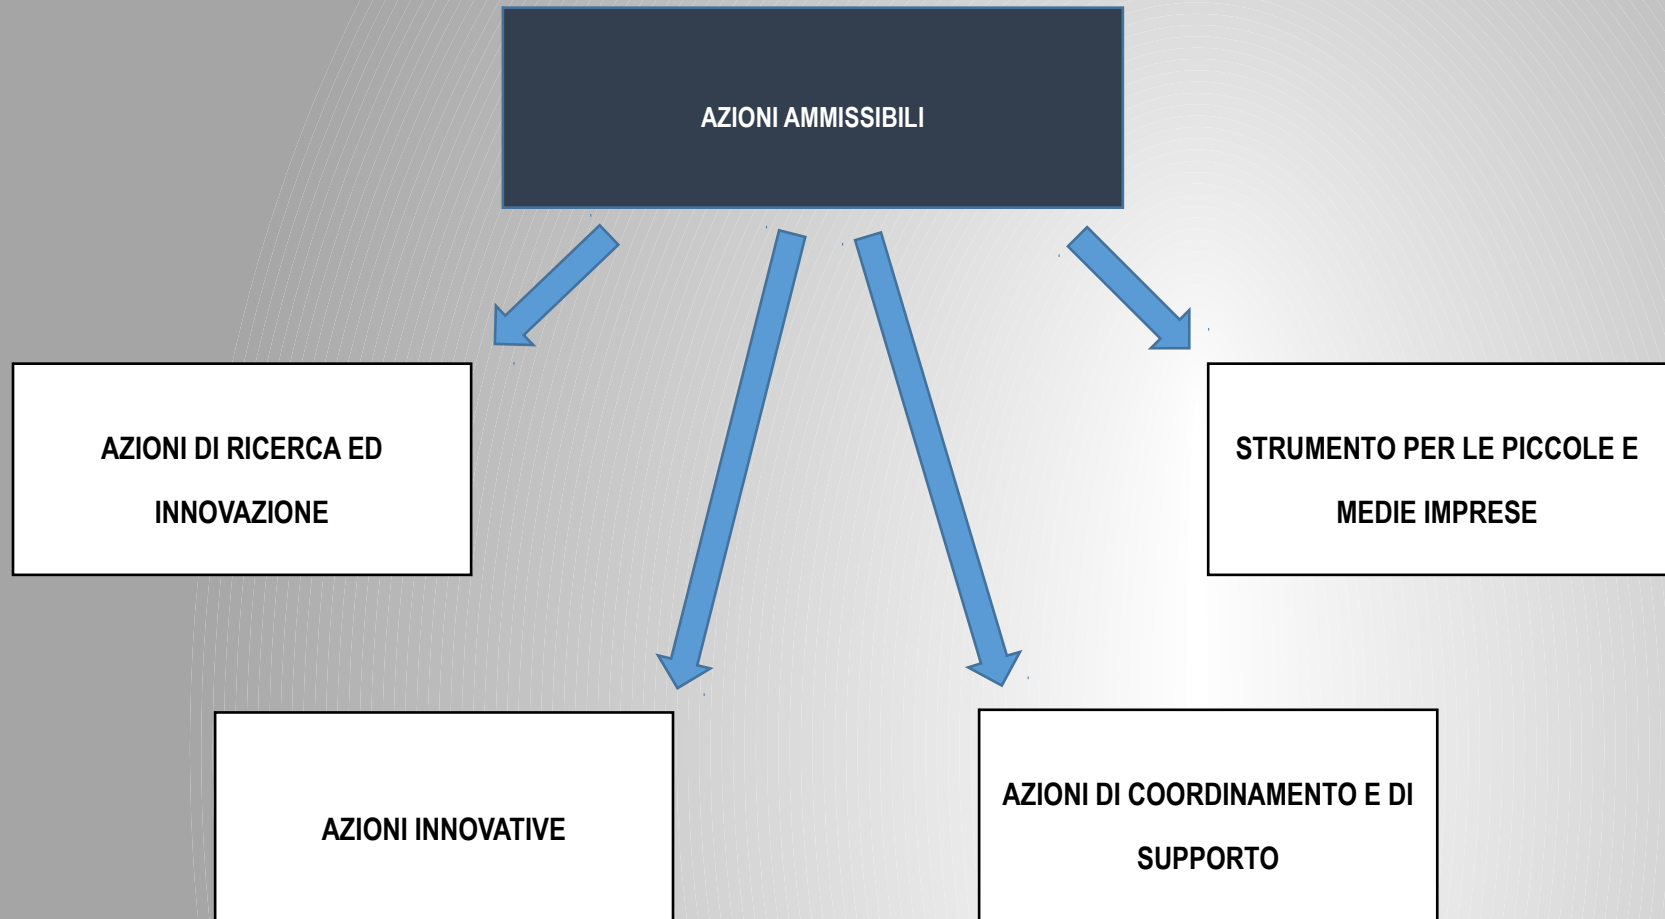 AZIONI AMMISSIBILI
AZIONI DI RICERCA ED
INNOVAZIONE
STRUMENTO PER LE PICCOLE E
MEDIE IMPRESE
AZIONI INNOVATIVE
AZIONI DI COORDINAMENTO E DI
SUPPORTO